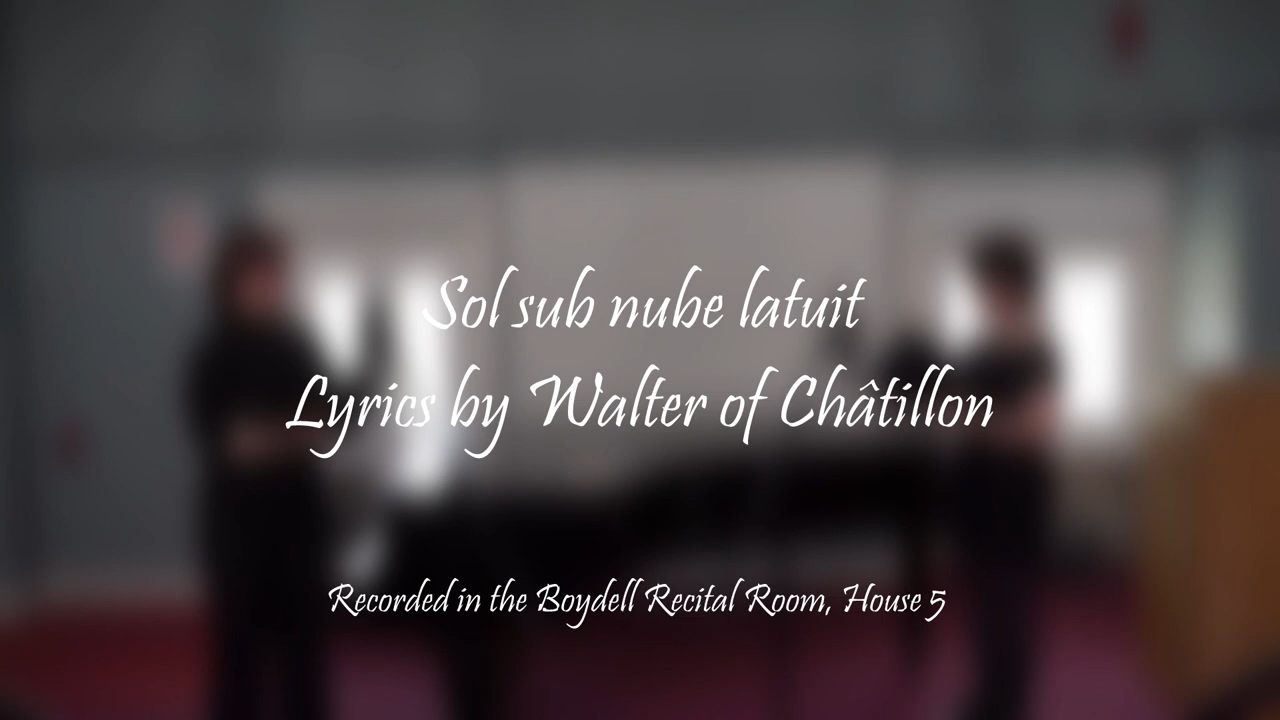 Sol sub nube latuit
Lyrics by Walter of Châtillon
Recorded in the Boydell Recital Room, House 5